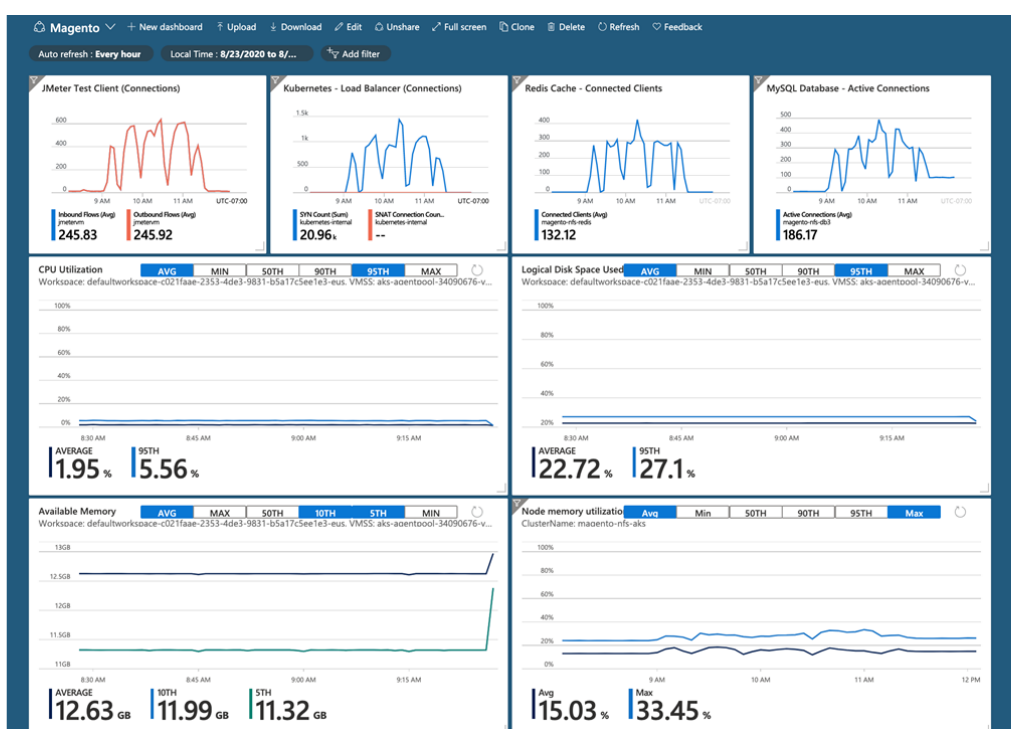 Magento
+ New dashboard
Upload
Download
Edit
Unshare
Full screen
Clone
Delete
Refresh
Feedback
Auto refresh : Every hour
Local Time : 8/23/2020 to 8/...
Add filter
JMeter Test Client (Connections)
600
400
200
0
9 AM 10 AM 11 AM UTC-07:00
Inbound Flows (Avg)
jmetervm
245.83
Outbound Flows (Avg)
jmetervm
245.92
Kubernetes - Load Balancer (Connections)
1.5k
1k
500
0
9 AM 10 AM 11 AM UTC-07:00
SYN Count (Sum)
kubernetes-internal
20.96 k
SNAT Connection Coun...
kubernetes-internal
--
Redis Cache - Connected Clients
400
300
200
100
0
9 AM 10 AM 11 AM UTC-07:00
Connected Clients (Avg)
magento-nfs-redis
132.12
MySQL Database - Active Connections
500
400
300
200
100
0
9 AM 10 AM 11 AM UTC-07:00
Active Connections (Avg)
magento-nfs-db3
186.17
CPU Utilization
AVG MIN 50TH 90TH 95TH MAX
Workspace: defaultworkspace-c021faae-2353-4de3-9831-b5a17c5ee1e3-eus. VMSS: aks-agentpool-34090676-v...
100%
80%
60%
40%
20%
0%
8:30 AM 8:45 AM 9:00 AM 9:15 AM
AVERAGE
1.95 %
95TH
5.56 %
Logical Disk Space Used
AVG MIN 50TH 90TH 95TH MAX
Workspace: defaultworkspace-c021faae-2353-4de3-9831-b5a17c5ee1e3-eus. VMSS: aks-agentpool-34090676-v...
100%
80%
60%
40%
20%
8:30 AM 8:45 AM 9:00 AM 9:15 AM
AVERAGE
22.72 %
95TH
27.1 %
Available Memory
AVG MAX 50TH 10TH 5TH MIN
Workspace: defaultworkspace-c021faae-2353-4de3-9831-b5a17c5ee1e3-eus. VMSS: aks-agentpool-34090676-v...
13GB
12.5GB
12GB
11.5GB
11GB
8:30 AM 8:45 AM 9:00 AM 9:15 AM
AVERAGE
12.63 GB
10TH
11.99 GB
5TH
11.32 GB
Node memory utilizatio
Avg Min 50TH 90TH 95TH Max
ClusterName: magento-nfs-aks
100%
80%
60%
40%
20%
0%
9 AM 10 AM 11 AM 12 PM
Avg
15.03 %
Max
33.45 %